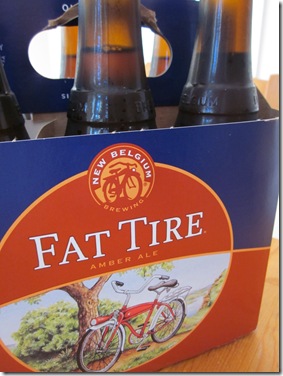 NEW BELGIUM
BREWING
FAT TIRE
AMBER ALE